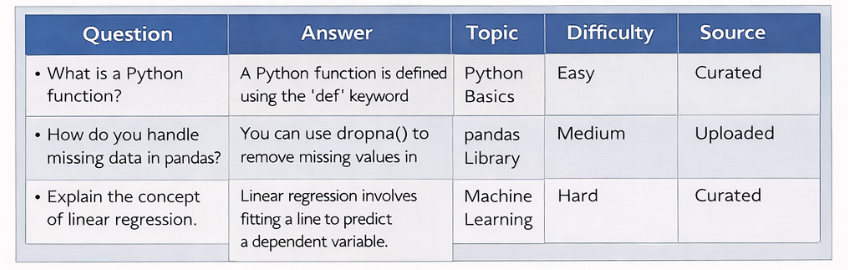 Question Answer Topic Difficulty Source
• What is a Python
function?
A Python function is defined
using the 'def' keyword
Python
Basics
Easy
Curated
• How do you handle
missing data in pandas?
You can use dropna() to
remove missing values in
pandas
Library
Medium
Uploaded
• Explain the concept
of linear regression.
Linear regression involves
fitting a line to predict
a dependent variable.
Machine
Learning
Hard
Curated